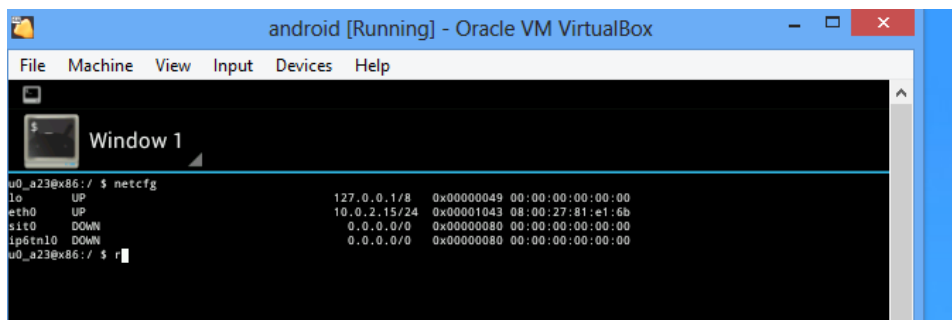 android [Running] - Oracle VM VirtualBox
File Machine View Input Devices Help
$ _
Window 1
u0_a23@x86:/ $ netcfg
lo UP 127.0.0.1/8 0x00000049 00:00:00:00:00:00
eth0 UP 10.0.2.15/24 0x00001043 08:00:27:81:e1:6b
sit0 DOWN 0.0.0.0/0 0x00000080 00:00:00:00:00:00
ip6tnl0 DOWN 0.0.0.0/0 0x00000080 00:00:00:00:00:00
u0_a23@x86:/ $ r